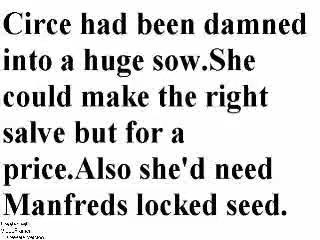 Circe had been damned
into a huge sow.She
could make the right
salve but for a
price.Also she'd need
Manfreds locked seed.